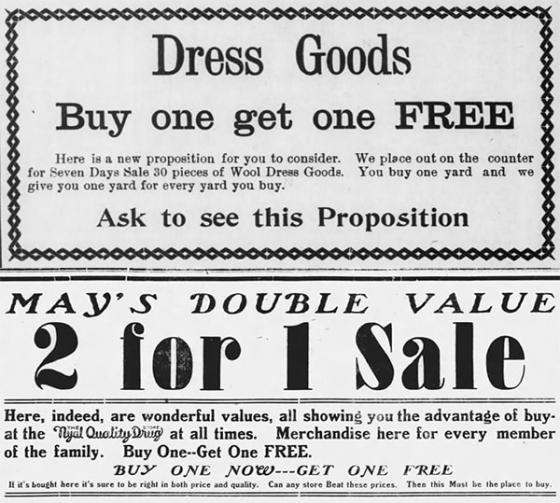 Dress Goods
Buy one get one FREE
Here is a new proposition for you to consider. We place out on the counter
for Seven Days Sale 30 pieces of Wool Dress Goods. You buy one yard and we
give you one yard for every yard you buy.
Ask to see this Proposition
MAY'S DOUBLE VALUE
2 for 1 Sale
Here, indeed, are wonderful values, all showing you the advantage of buy-
at the Nyal Quality Drug at all times. Merchandise here for every member
of the family. Buy One--Get One FREE.
BUY ONE NOW---GET ONE FREE
If it's bought here it's sure to be right in both price and quality. Can any store Beat these prices. Then this Must be the place to buy.